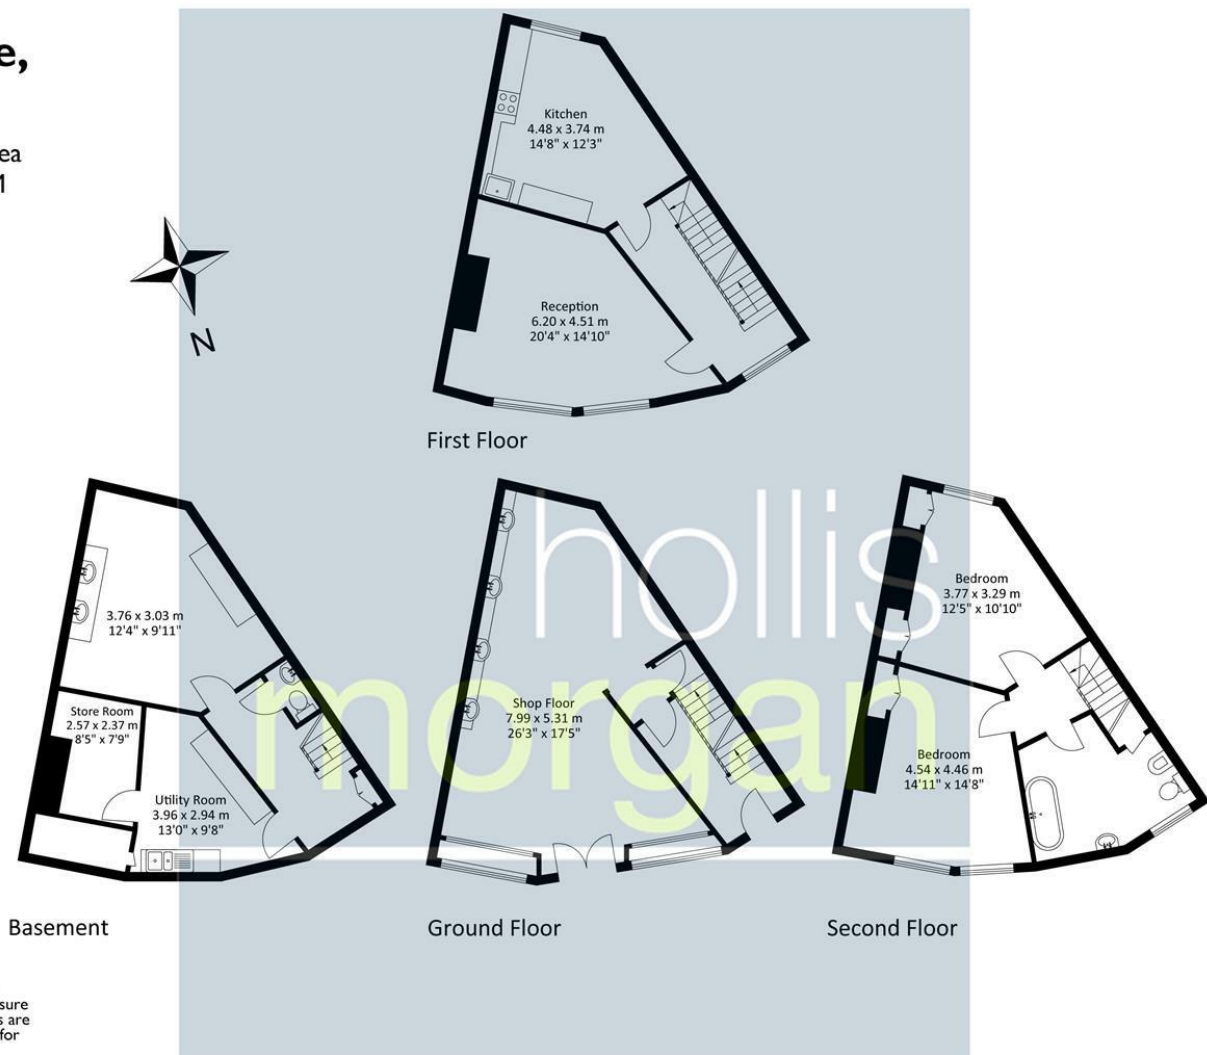 e,
ea
N
Kitchen
4.48 x 3.74 m
14'8" x 12'3"
Reception
6.20 x 4.51 m
20'4" x 14'10"
First Floor
hollis
morgan
3.76 x 3.03 m
12'4" x 9'11"
Store Room
2.57 x 2.37 m
8'5" x 7'9"
Utility Room
3.96 x 2.94 m
13'0" x 9'8"
Basement
Shop Floor
7.99 x 5.31 m
26'3" x 17'5"
Ground Floor
Bedroom
3.77 x 3.29 m
12'5" x 10'10"
Bedroom
4.54 x 4.46 m
14'11" x 14'8"
Second Floor
sure
s are
for